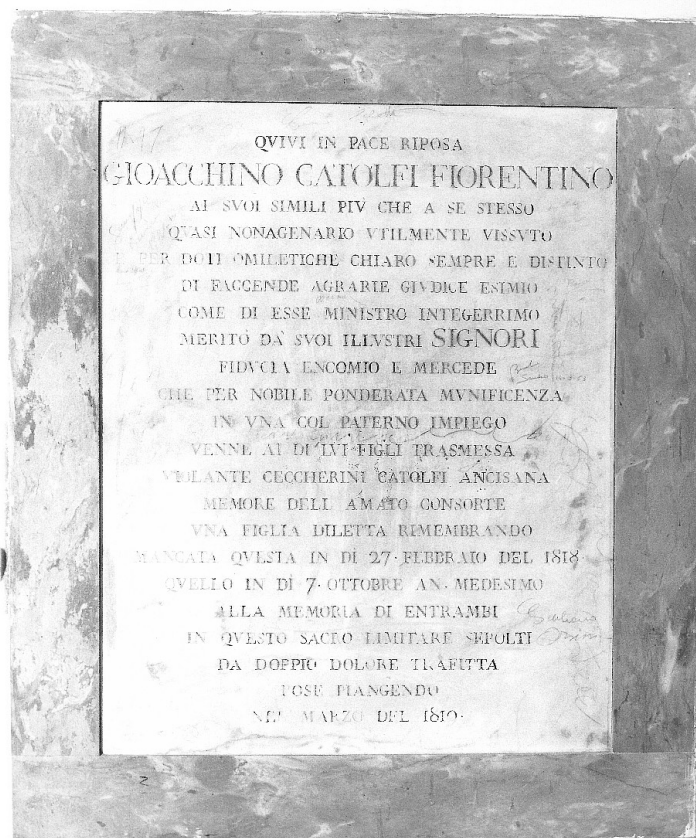 QVIVI IN PACE RIPOSA
GIOACCHINO CATOLFI FIORENTINO
AI SVOI SIMILI PIV CHE A SE STESSO
QVASI NONAGENARIO VTILMENTE VISSVTO
E PER DOTI OMILETICHE CHIARO SEMPRE E DISTINTO
DI FACCENDE AGRARIE GIVDICE ESIMIO
COME DI ESSE MINISTRO INTEGERRIMO
MERITÒ DA' SVOI ILLVSTRI SIGNORI
FIDVCIA ENCOMIO E MERCEDE
CHE PER NOBILE PONDERATA MVNIFICENZA
IN VNA COL PATERNO IMPIEGO
VENNE AI DI LVI FIGLI TRASMESSA
VIOLANTE CECCHERINI CATOLFI ANCISANA
MEMORE DELL AMATO CONSORTE
VNA FIGLIA DILETTA RIMEMBRANDO
MANCATA QVESTA IN DÌ 27· FEBBRAIO DEL 1818·
QVELLO IN DÌ 7· OTTOBRE AN· MEDESIMO
ALLA MEMORIA DI ENTRAMBI
IN QVESTO SACRO LIMITARE SEPOLTI
DA DOPPIO DOLORE TRAFITTA
POSE PIANGENDO
NEL MARZO DEL